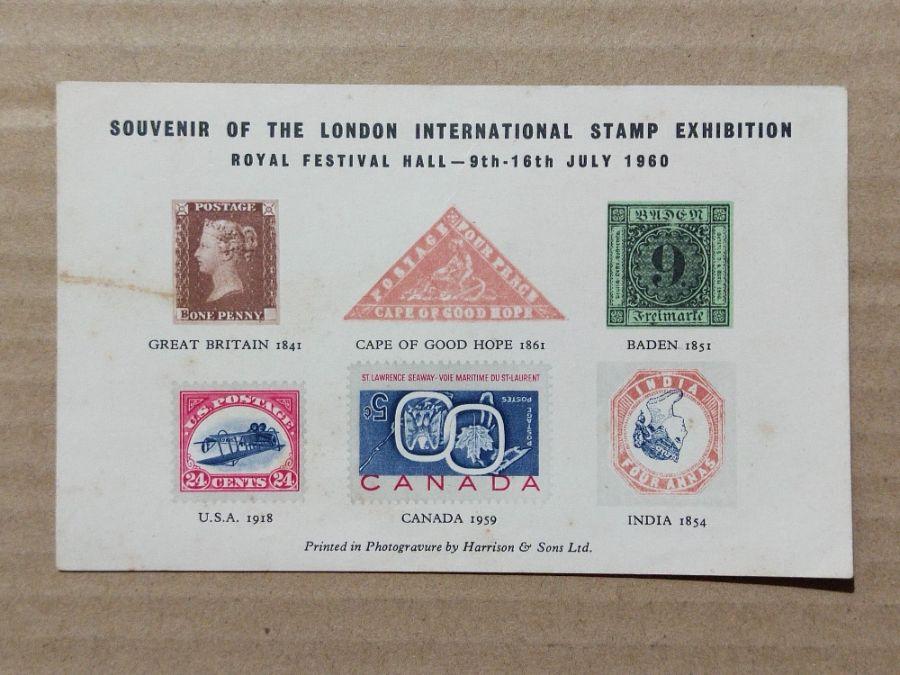 SOUVENIR OF THE LONDON INTERNATIONAL STAMP EXHIBITION
ROYAL FESTIVAL HALL—9th-16th JULY 1960
POSTAGE
ONE PENNY
POSTAGE
FOUR PENCE
CAPE OF GOOD HOPE
BADEN
9
Freimarke
GREAT BRITAIN 1841
CAPE OF GOOD HOPE 1861
BADEN 1851
U.S. POSTAGE
24 CENTS 24
ST. LAWRENCE SEAWAY-VOIE MARITIME DU ST-LAURENT
5c
POSTES
POSTAGE
CANADA
INDIA
FOUR ANNAS
U.S.A. 1918
CANADA 1959
INDIA 1854
Printed in Photogravure by Harrison & Sons Ltd.